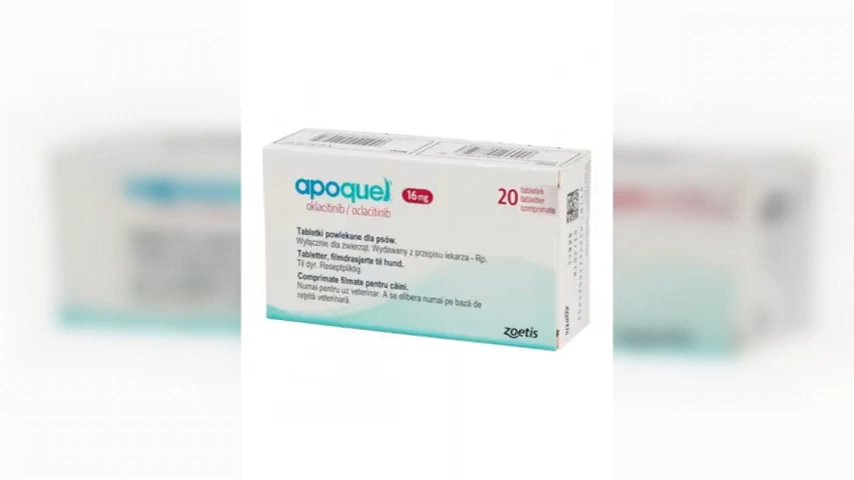 apoquel 16 mg
oklacitinib / oclacitinib
20 tabletek
tabletter
comprimate
Tabletki powlekane dla psów.
Wyłącznie dla zwierząt. Wydawany z przepisu lekarza - Rp.
Tabletter, filmdrasjerte til hund.
Til dyr. Reseptpliktig.
Comprimate filmate pentru câini.
Numai pentru uz veterinar. A se elibera numai pe bază de
rețetă veterinară.
zoetis